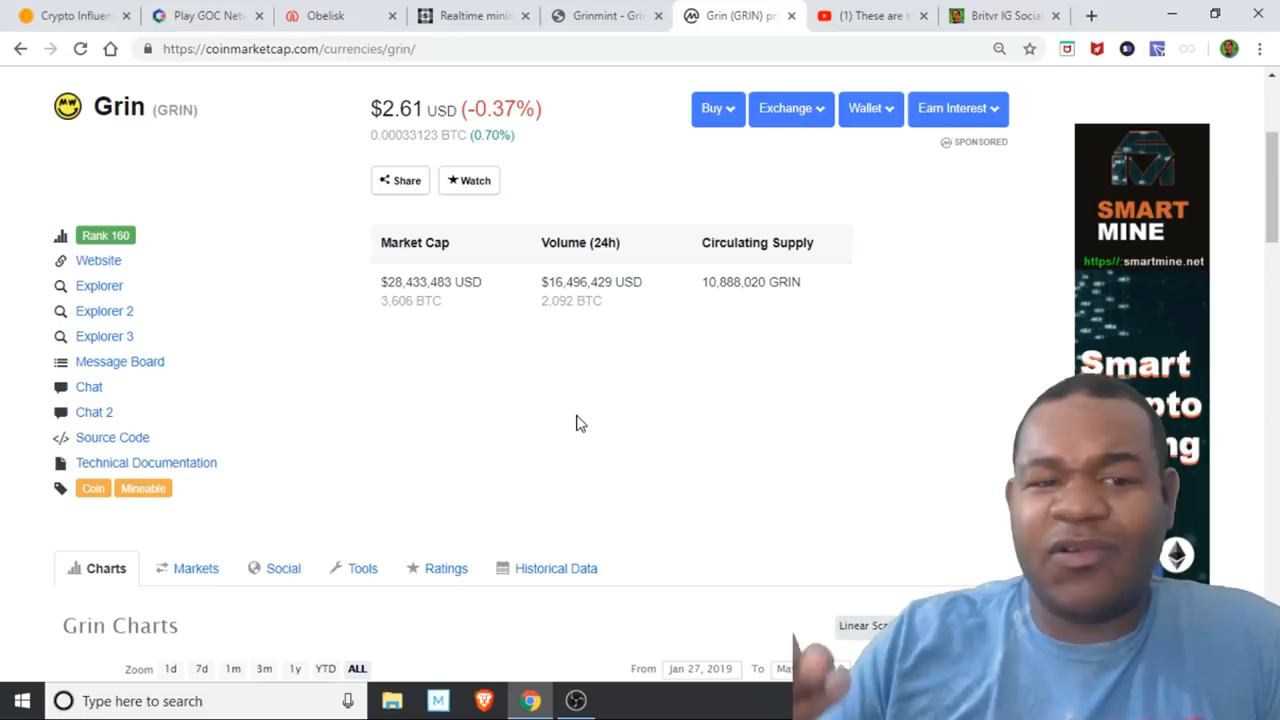 Crypto Influen
Play GOC Net
Obelisk
Realtime mini
Grinmint - Gri
Grin (GRIN) pr
(1) These are t
Britvr IG Social
https://coinmarketcap.com/currencies/grin/
Grin (GRIN)
$2.61 USD (-0.37%)
0.00033123 BTC (0.70%)
Buy
Exchange
Wallet
Earn Interest
SPONSORED
Share
Watch
Rank 160
Website
Explorer
Explorer 2
Explorer 3
Message Board
Chat
Chat 2
Source Code
Technical Documentation
Coin Mineable
Market Cap Volume (24h) Circulating Supply
$28,433,483 USD $16,496,429 USD 10,888,020 GRIN
3,606 BTC 2,092 BTC
SMART
MINE
https//:smartmine.net
Smart
Charts Markets Social Tools Ratings Historical Data
Grin Charts
Linear
Zoom 1d 7d 1m 3m 1y YTD ALL
From Jan 27, 2019 To
Type here to search